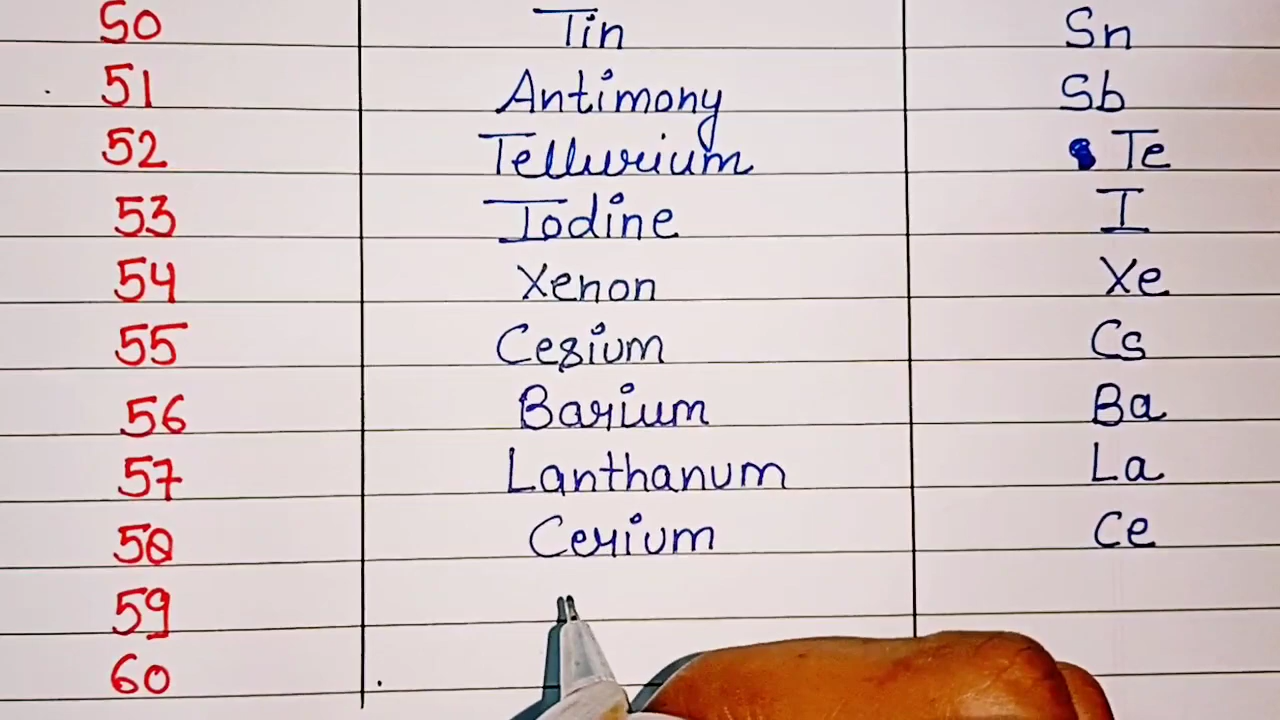 50 Tin Sn
51 Antimony Sb
52 Tellurium Te
53 Iodine I
54 Xenon Xe
55 Cesium Cs
56 Barium Ba
57 Lanthanum La
58 Cerium Ce
59
60